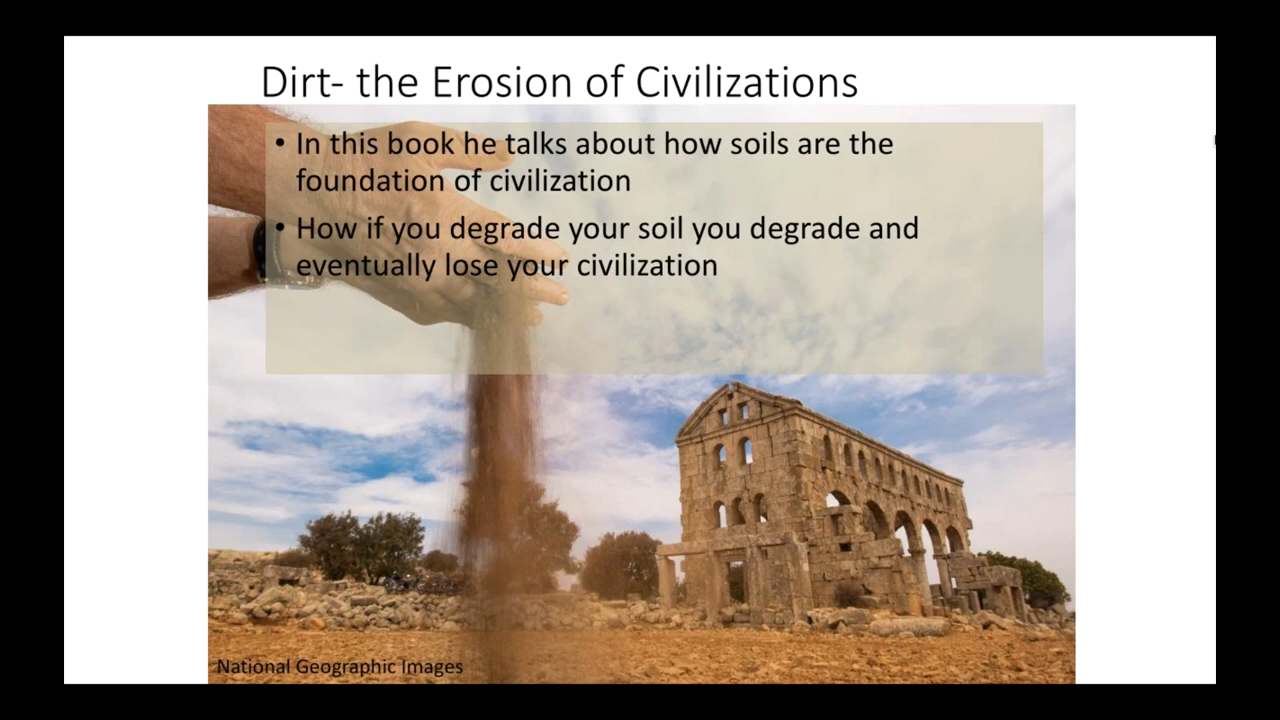 Dirt- the Erosion of Civilizations
• In this book he talks about how soils are the
foundation of civilization
• How if you degrade your soil you degrade and
eventually lose your civilization
National Geographic Images